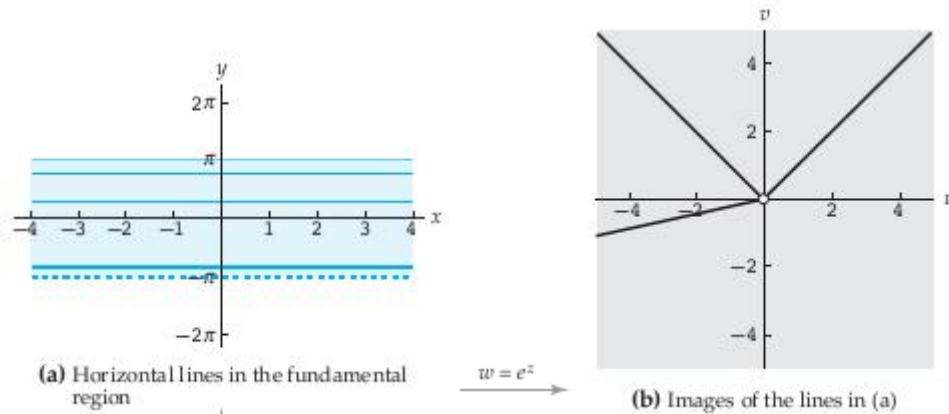 y
2π
π
−4 −3 −2 −1 1 2 3 4 x
−π
−2π
(a) Horizontal lines in the fundamental
region
w = e^z
v
4
2
−4 −2 2 4
−2
−4
(b) Images of the lines in (a)